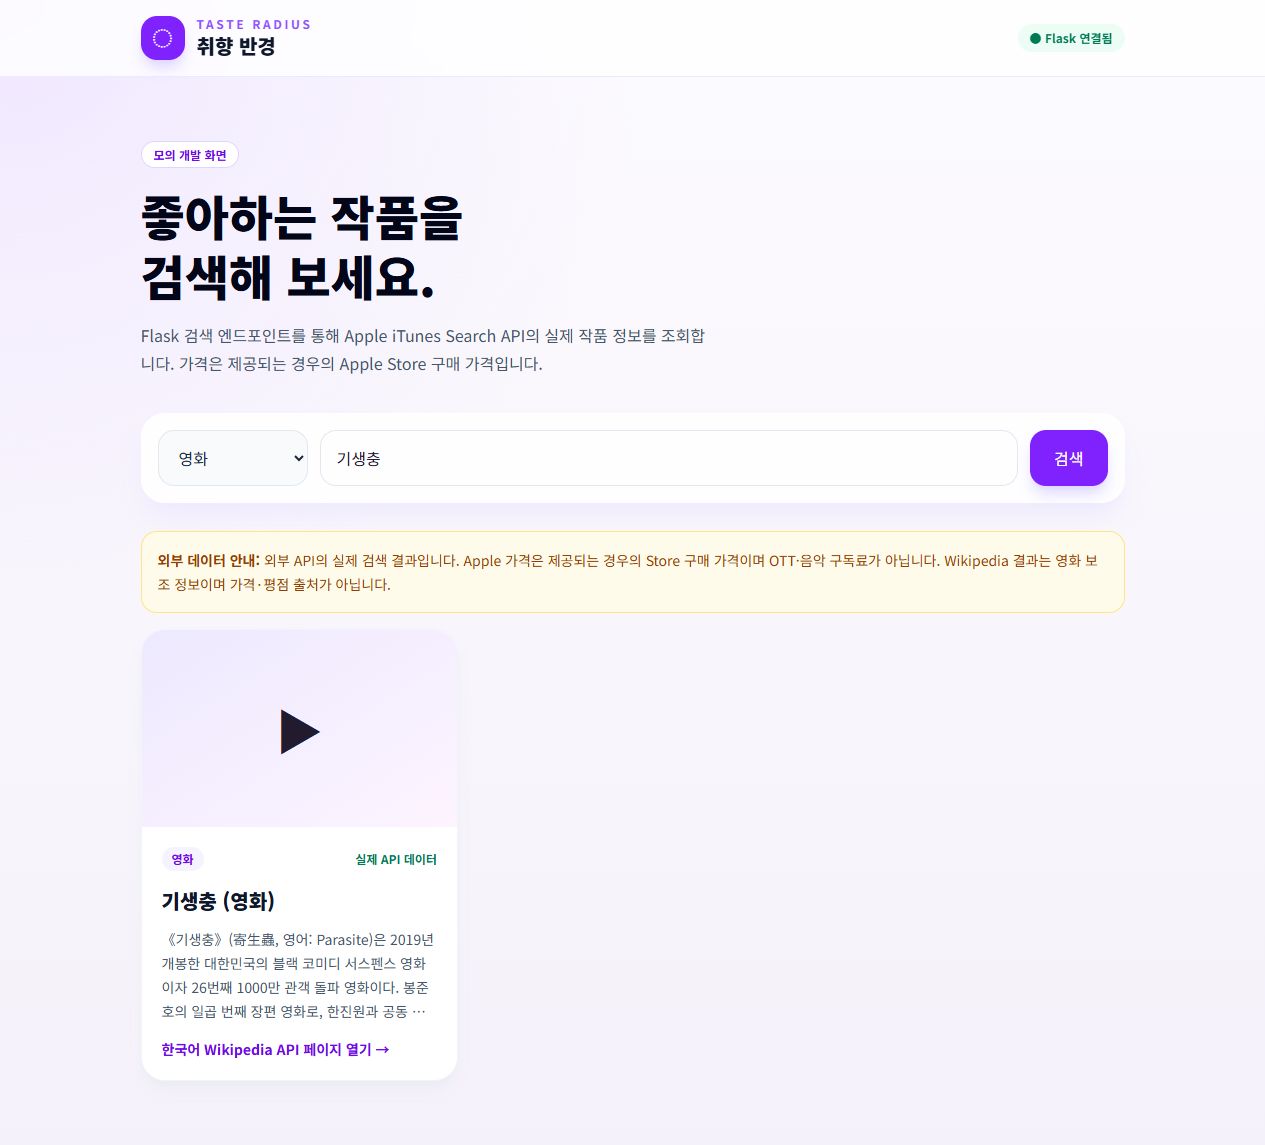 TASTE RADIUS
취향 반경
Flask 연결됨
모의 개발 화면
좋아하는 작품을
검색해 보세요.
Flask 검색 엔드포인트를 통해 Apple iTunes Search API의 실제 작품 정보를 조회합
니다. 가격은 제공되는 경우의 Apple Store 구매 가격입니다.
영화
기생충
검색
외부 데이터 안내: 외부 API의 실제 검색 결과입니다. Apple 가격은 제공되는 경우의 Store 구매 가격이며 OTT·음악 구독료가 아닙니다. Wikipedia 결과는 영화 보
조 정보이며 가격·평점 출처가 아닙니다.
영화
실제 API 데이터
기생충 (영화)
《기생충》(寄生蟲, 영어: Parasite)은 2019년
개봉한 대한민국의 블랙 코미디 서스펜스 영화
이자 26번째 1000만 관객 돌파 영화이다. 봉준
호의 일곱 번째 장편 영화로, 한진원과 공동 …
한국어 Wikipedia API 페이지 열기 →